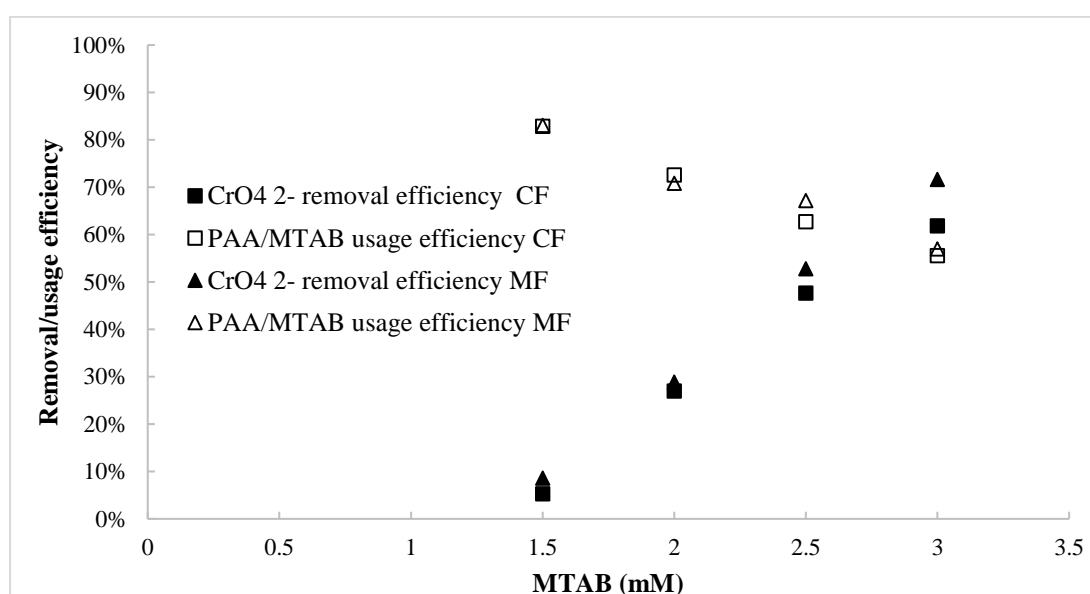 100%
90%
80%
70%
60%
50%
40%
30%
20%
10%
0%
Removal/usage efficiency
CrO4 2- removal efficiency CF
PAA/MTAB usage efficiency CF
CrO4 2- removal efficiency MF
PAA/MTAB usage efficiency MF
0 0.5 1 1.5 2 2.5 3 3.5
MTAB (mM)